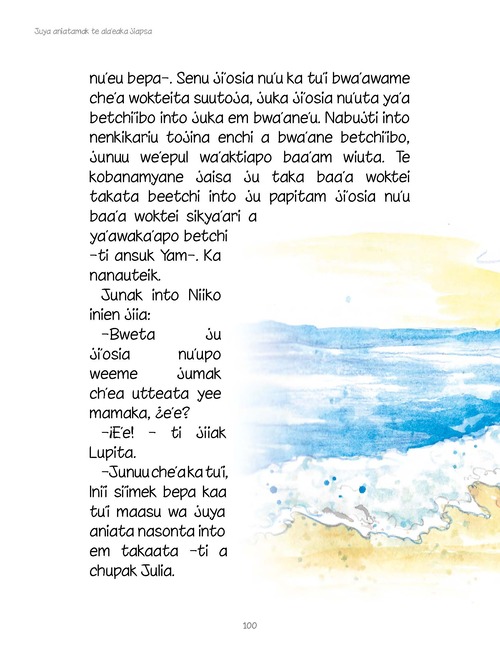 Juya aniatamak te ala'eaka jiapsa
nu'eu bepa-. Senu ji'osia nu'u ka tu'i bwa'awame
che'a wokteita suutoja, juka ji'osia nu'uta ya'a
betchi'ibo into juka em bwa'ane'u. Nabujti into
nenkikariu tojina enchi a bwa'ane betchi'ibo,
junuu we'epul wa'aktiapo baa'am wiuta. Te
kobanamyane jaisa ju taka baa'a woktei
takata beetchi into ju papitam ji'osia nu'u
baa'a woktei sikya'ari a
ya'awaka'apo betchi
-ti ansuk Yam-. Ka
nanauteik.
Junak into Niiko
inien jiia:
-Bweta ju
ji'osia nu'upo
weeme jumak
ch'ea utteata yee
mamaka, ¿e'e?
-¡E'e! - ti jiiak
Lupita.
-Junuu che'a ka tu'i,
Ini'i si'imek bepa kaa
tu'i maasu wa juya
aniata nasonta into
em takaata -ti a
chupak Julia.
100